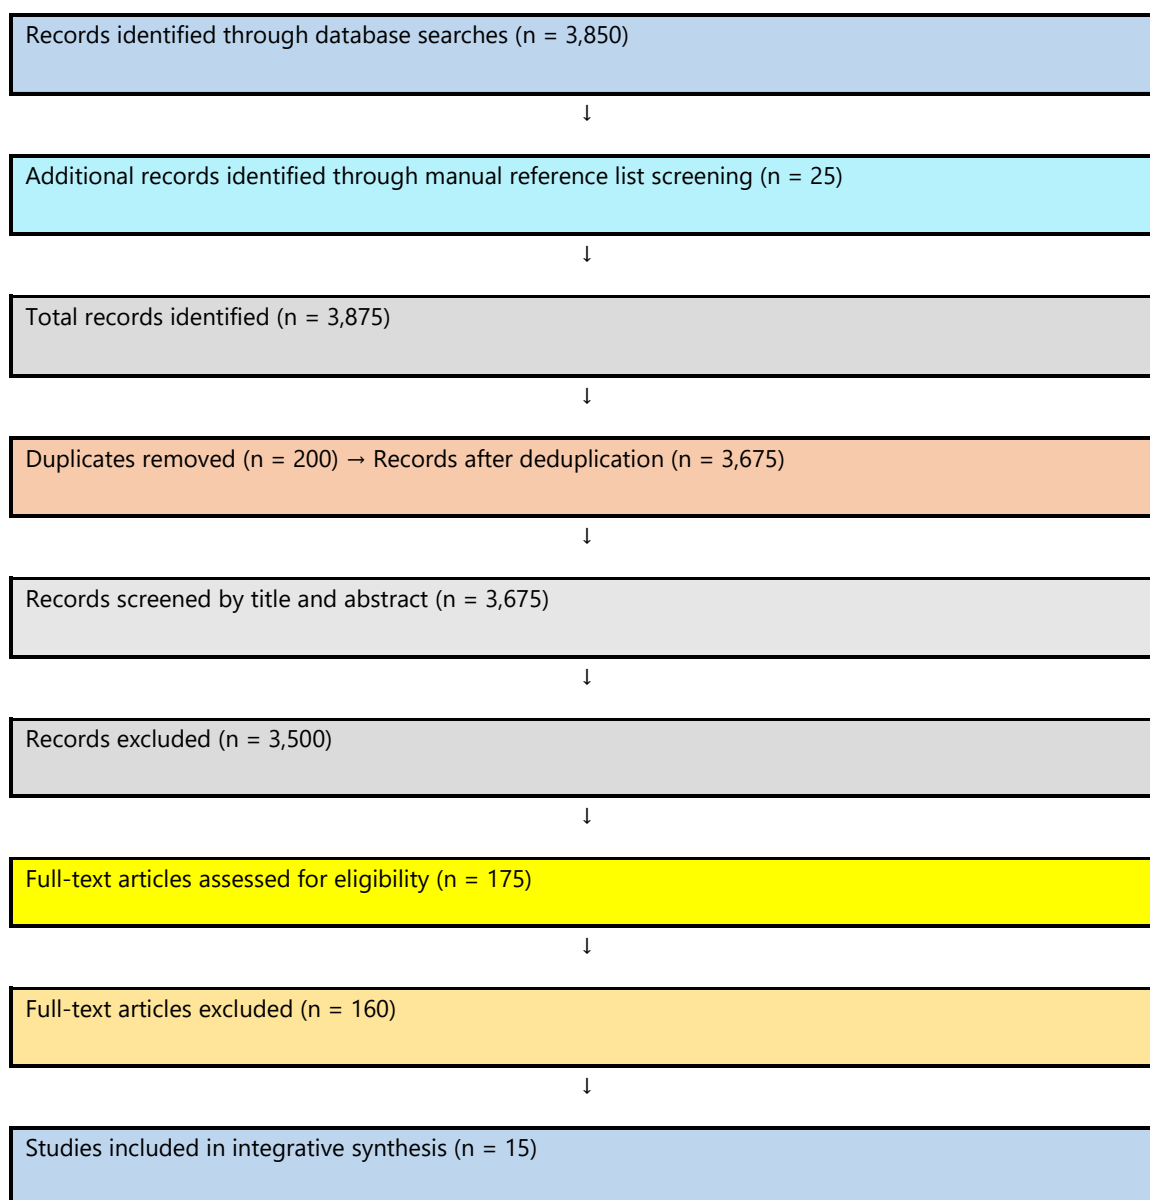 Records identified through database searches (n = 3,850)
↓
Additional records identified through manual reference list screening (n = 25)
↓
Total records identified (n = 3,875)
↓
Duplicates removed (n = 200) → Records after deduplication (n = 3,675)
↓
Records screened by title and abstract (n = 3,675)
↓
Records excluded (n = 3,500)
↓
Full-text articles assessed for eligibility (n = 175)
↓
Full-text articles excluded (n = 160)
↓
Studies included in integrative synthesis (n = 15)